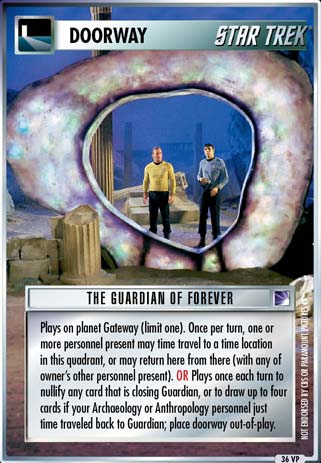 DOORWAY
STAR TREK
THE GUARDIAN OF FOREVER
Plays on planet Gateway (limit one). Once per turn, one or
more personnel present may time travel to a time location
in this quadrant, or may return here from there (with any of
owner's other personnel present). OR Plays once each turn to
nullify any card that is closing Guardian, or to draw up to
four cards if your Archaeology or Anthropology personnel just
time traveled back to Guardian; place doorway out-of-play.
NOT ENDORSED BY CBS OR PARAMOUNT PICTURES
36 VP